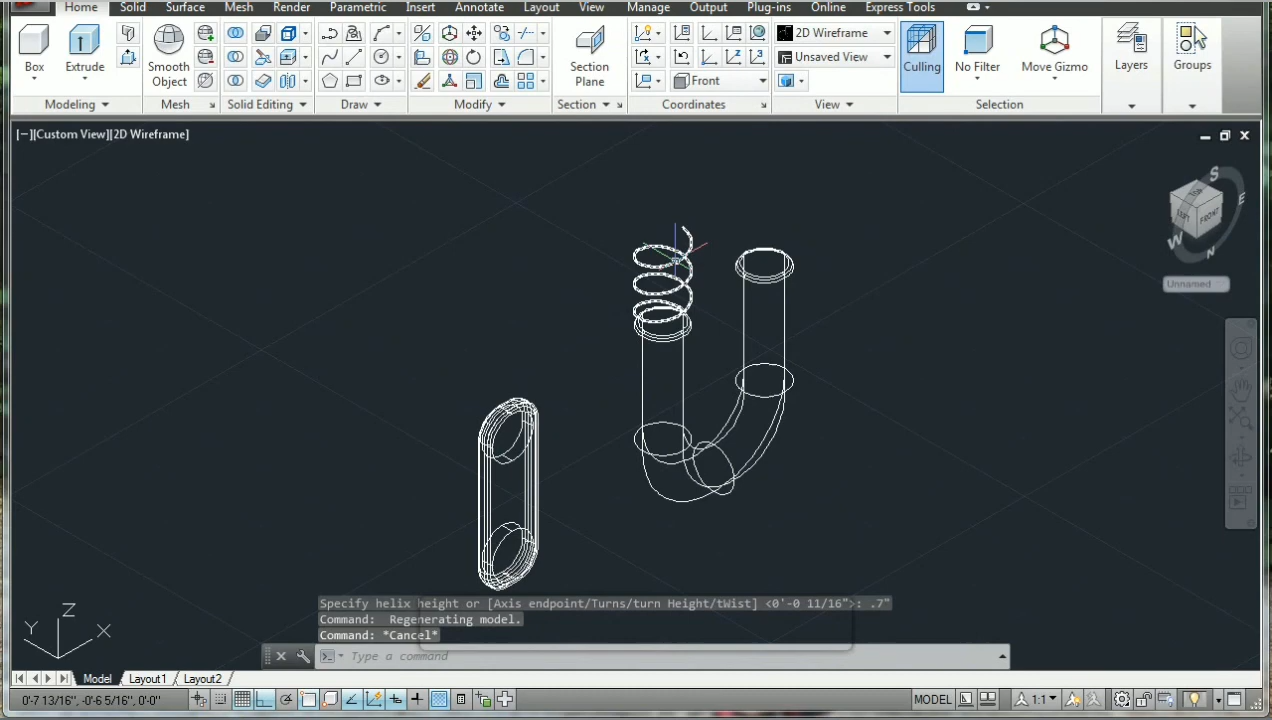 Home Solid Surface Mesh Render Parametric Insert Annotate Layout View Manage Output Plug-ins Online Express Tools
Box
Extrude
Smooth
Object
Section
Plane
2D Wireframe
Unsaved View
Front
Culling
No Filter
Move Gizmo
Layers
Groups
Modeling
Mesh
Solid Editing
Draw
Modify
Section
Coordinates
View
Selection
[−][Custom View][2D Wireframe]
S
E
TOP
LEFT
FRONT
W
N
Unnamed
Specify helix height or [Axis endpoint/Turns/turn Height/tWist] <0'-0 11/16">: .7"
Command:  Regenerating model.
Command: *Cancel*
Type a command
Z
Y
X
Model Layout1 Layout2
0'-7 13/16", -0'-6 5/16", 0'-0"
MODEL
1:1